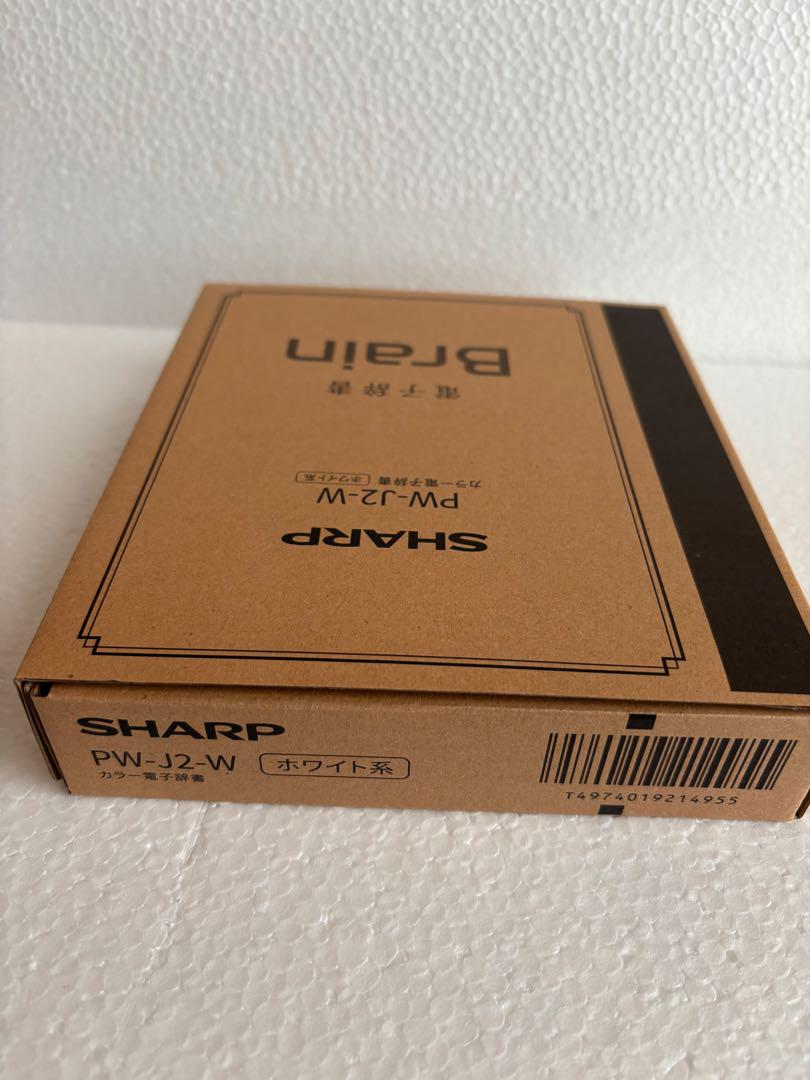 Brain
電子辞書
カラー電子辞書 ホワイト系
PW-J2-W
SHARP
SHARP
PW-J2-W ホワイト系
カラー電子辞書
T4974019214955